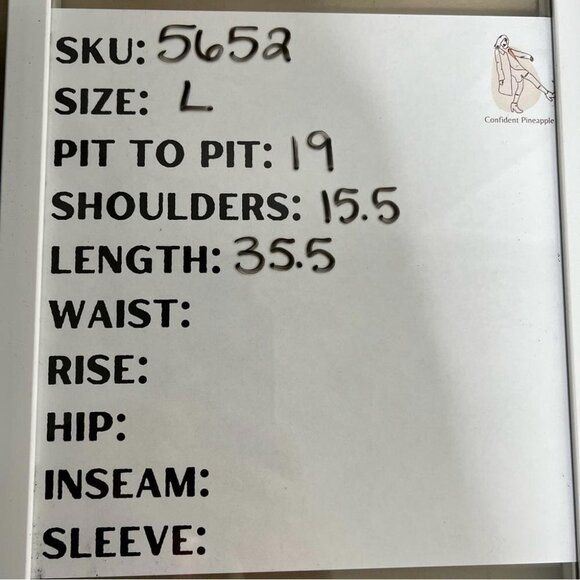 SKU: 5652
Confident Pineapple
SIZE: L
PIT TO PIT: 19
SHOULDERS: 15.5
LENGTH: 35.5
WAIST:
RISE:
HIP:
INSEAM:
SLEEVE: